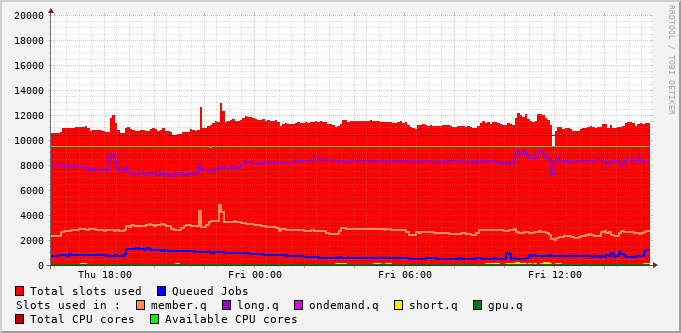 20000
18000
16000
14000
12000
10000
8000
6000
4000
2000
0
Thu 18:00 Fri 00:00 Fri 06:00 Fri 12:00
RRDTOOL / TOBI OETIKER
Total slots used Queued Jobs
Slots used in : member.q long.q ondemand.q short.q gpu.q
Total CPU cores Available CPU cores